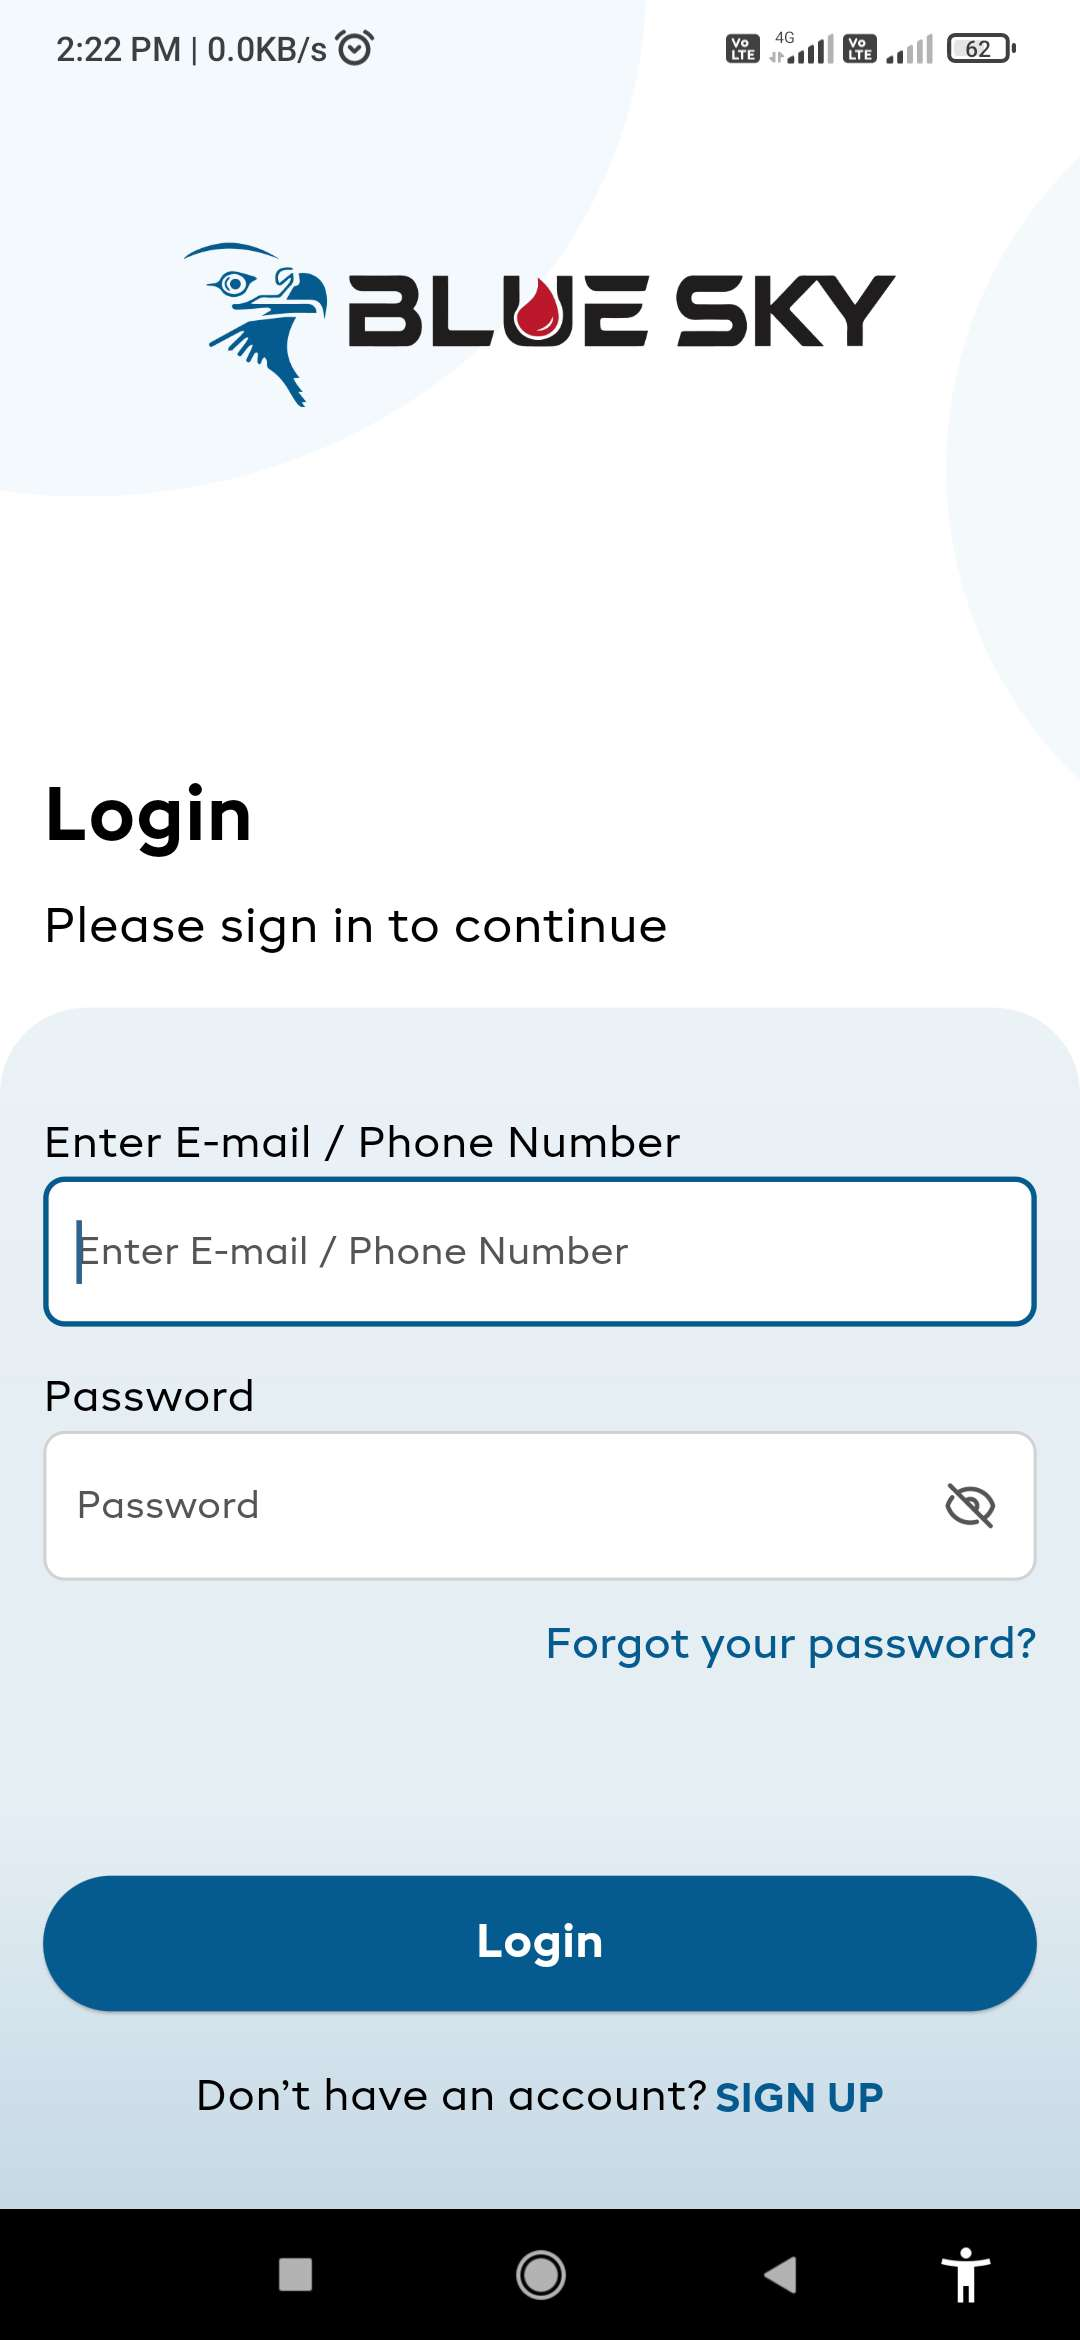 2:22 PM | 0.0KB/s Vo LTE 4G Vo LTE 62
BLUE SKY
Login
Please sign in to continue
Enter E-mail / Phone Number
Enter E-mail / Phone Number
Password
Password
Forgot your password?
Login
Don’t have an account? SIGN UP